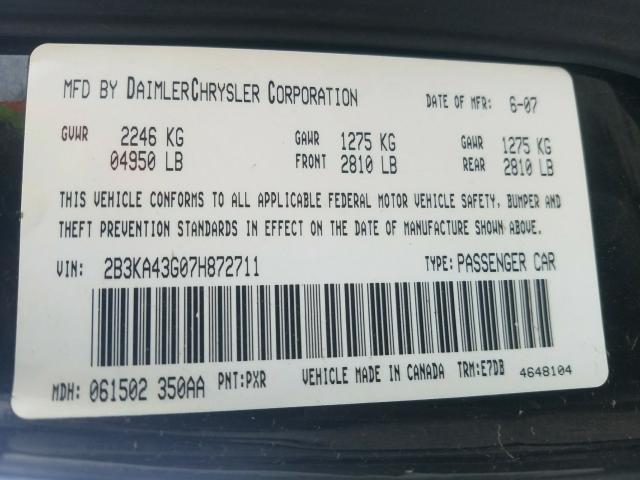 MFD BY DAIMLERCHRYSLER CORPORATION DATE OF MFR: 6-07
GVWR 2246 KG GAWR 1275 KG GAWR 1275 KG
04950 LB FRONT 2810 LB REAR 2810 LB
THIS VEHICLE CONFORMS TO ALL APPLICABLE FEDERAL MOTOR VEHICLE SAFETY, BUMPER AND
THEFT PREVENTION STANDARDS IN EFFECT ON THE DATE OF MANUFACTURE SHOWN ABOVE.
VIN: 2B3KA43G07H872711 TYPE: PASSENGER CAR
MDH: 061502 350AA PNT:PXR VEHICLE MADE IN CANADA TRM:E7DB 4648104